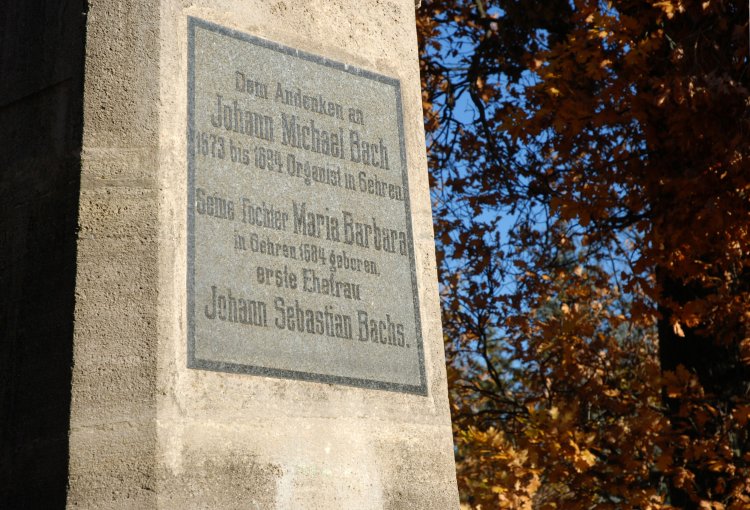 Dem Andenken an
Johann Michael Bach
1673 bis 1694 Organist in Gehren.
Seine Tochter Maria Barbara
in Gehren 1684 geboren,
erste Ehefrau
Johann Sebastian Bachs.